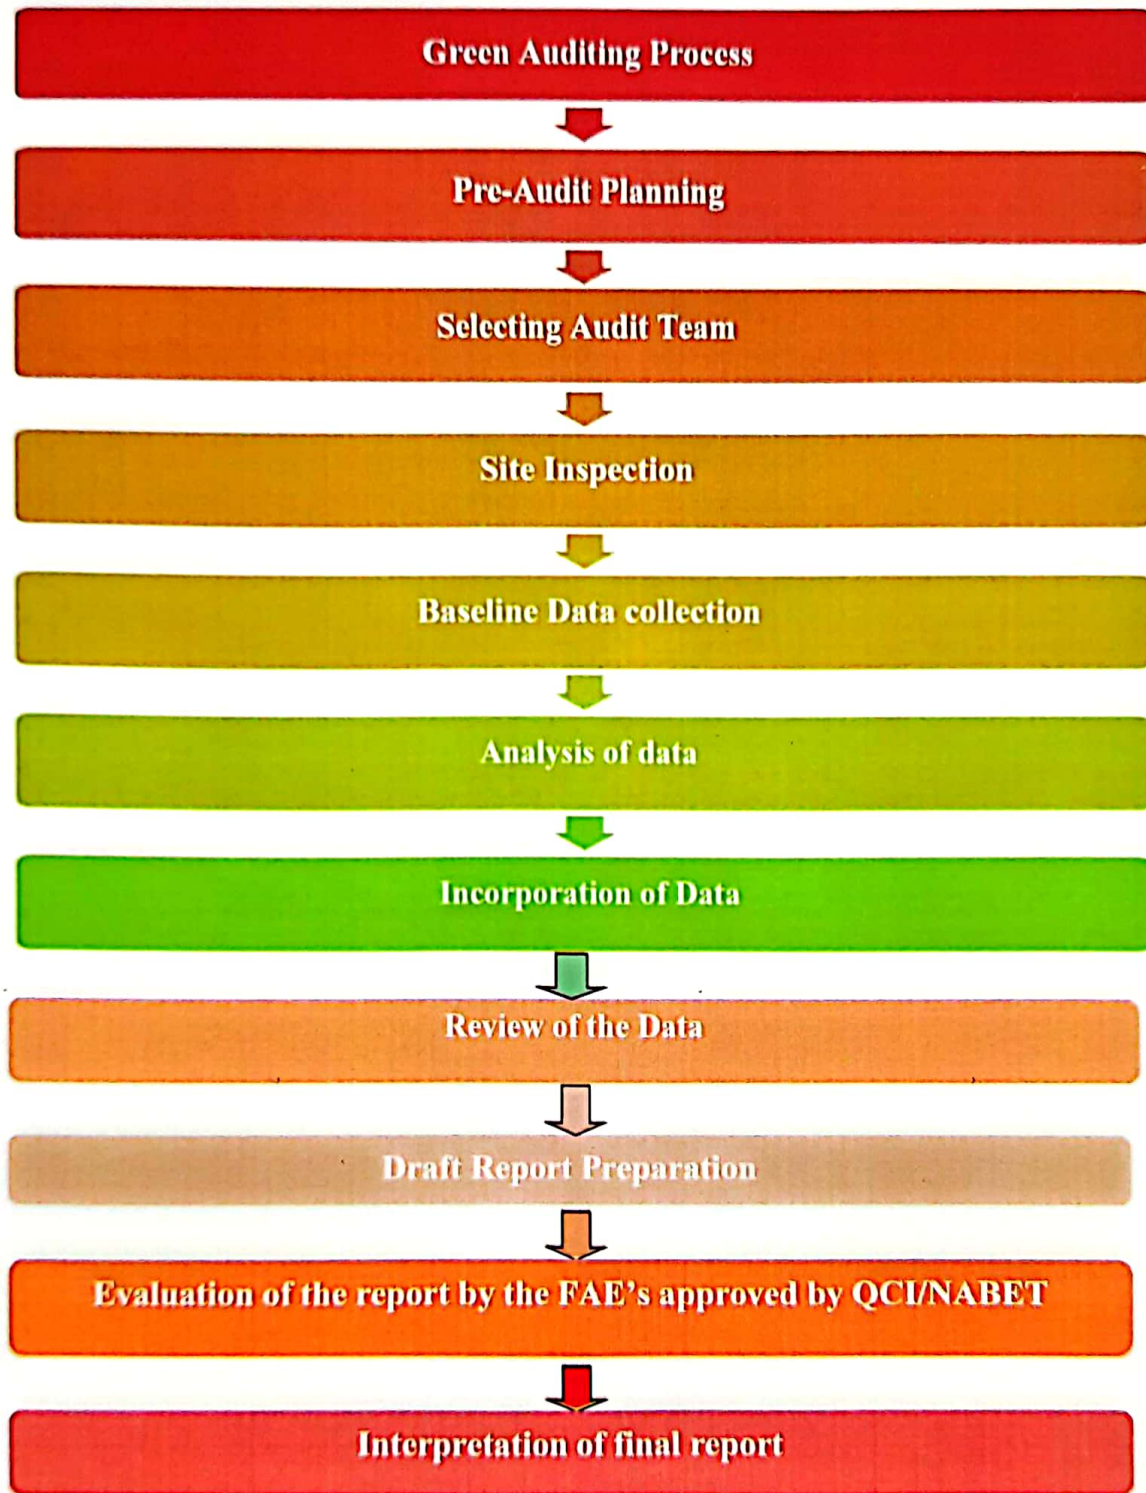 Green Auditing Process
Pre-Audit Planning
Selecting Audit Team
Site Inspection
Baseline Data collection
Analysis of data
Incorporation of Data
Review of the Data
Draft Report Preparation
Evaluation of the report by the FAE's approved by QCI/NABET
Interpretation of final report